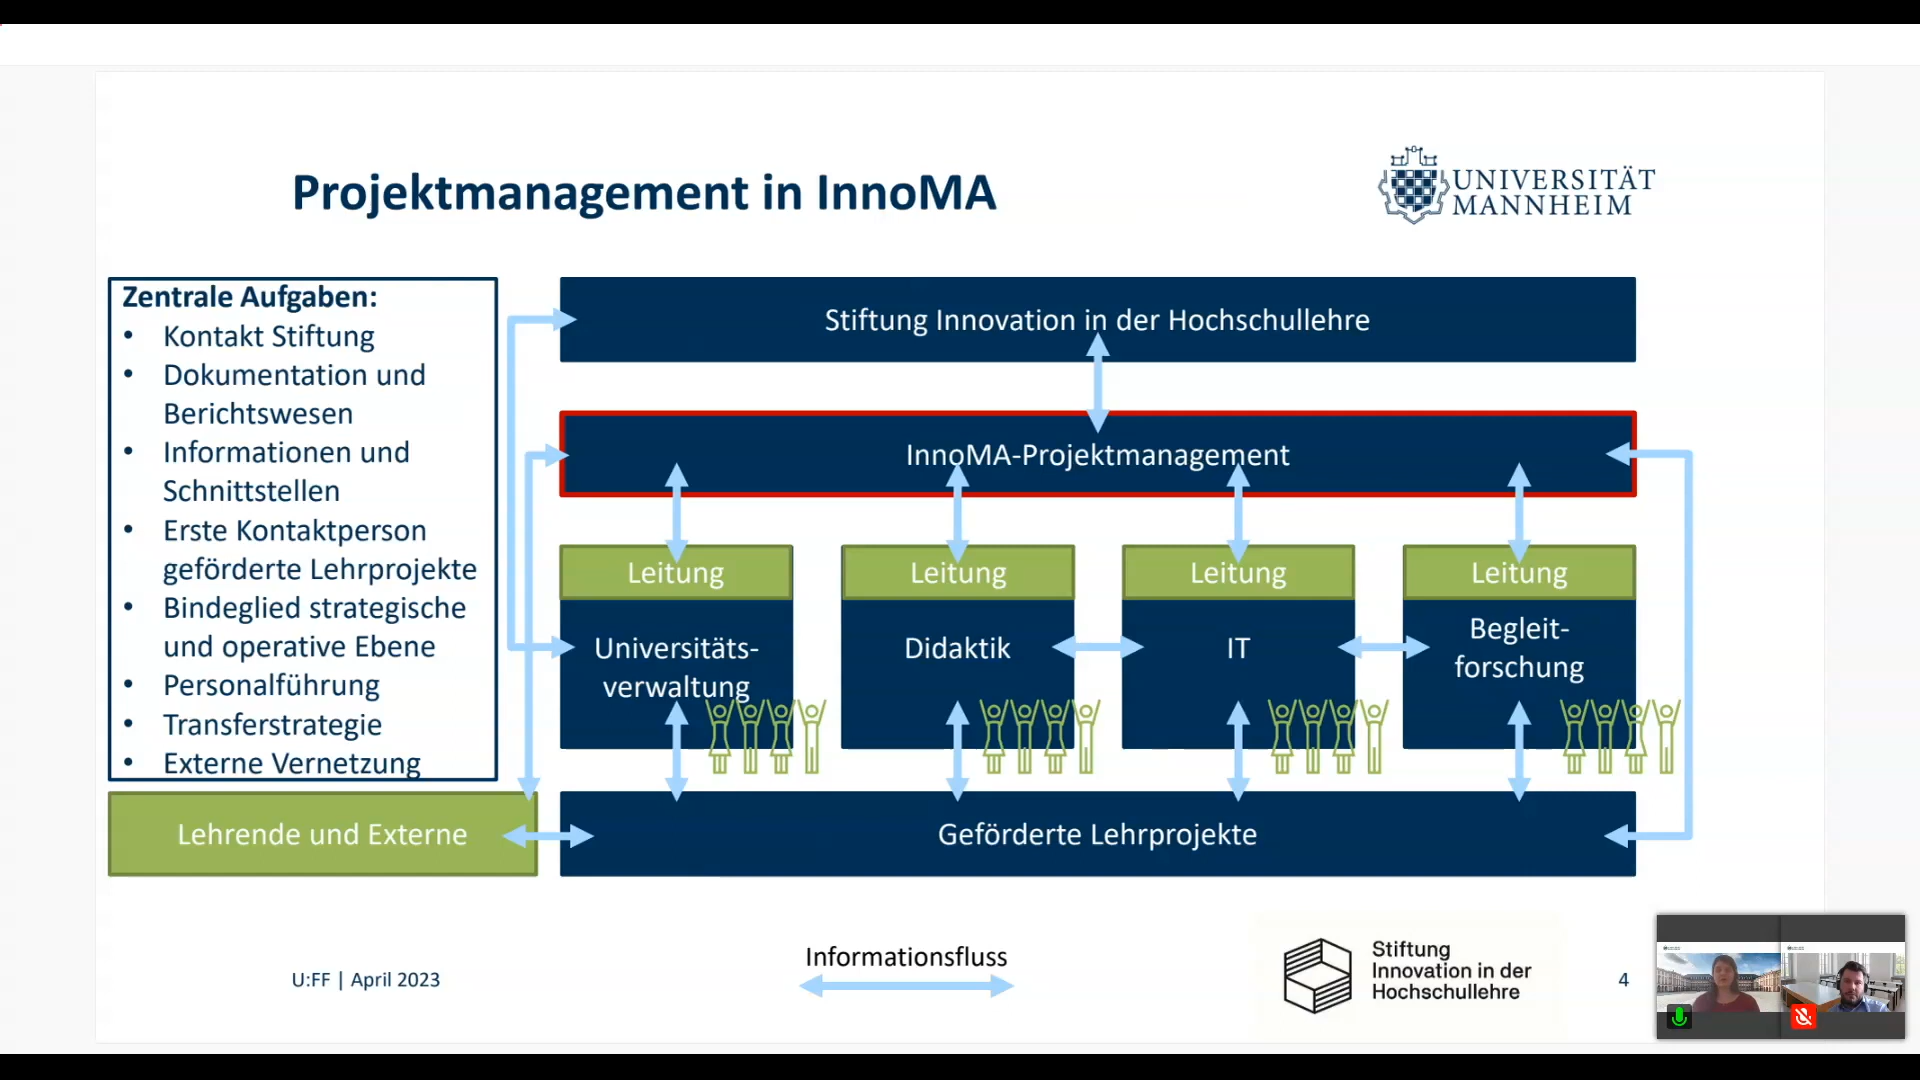 Projektmanagement in InnoMA
UNIVERSITÄT
MANNHEIM
Zentrale Aufgaben:
• Kontakt Stiftung
• Dokumentation und
Berichtswesen
• Informationen und
Schnittstellen
• Erste Kontaktperson
geförderte Lehrprojekte
• Bindeglied strategische
und operative Ebene
• Personalführung
• Transferstrategie
• Externe Vernetzung
Stiftung Innovation in der Hochschullehre
InnoMA-Projektmanagement
Leitung
Leitung
Leitung
Leitung
Universitäts-
verwaltung
Didaktik
IT
Begleit-
forschung
Lehrende und Externe
Geförderte Lehrprojekte
U:FF | April 2023
Informationsfluss
Stiftung
Innovation in der
Hochschullehre
4